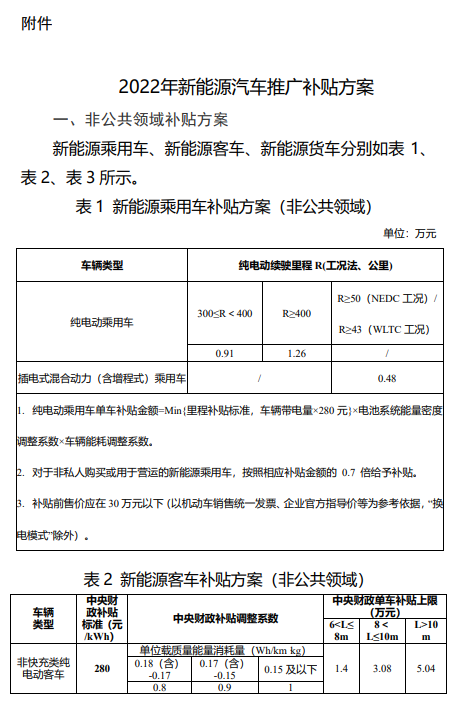 附件
2022年新能源汽车推广补贴方案
一、非公共领域补贴方案
新能源乘用车、新能源客车、新能源货车分别如表 1、
表 2、表 3 所示。
表 1 新能源乘用车补贴方案（非公共领域）
单位：万元
车辆类型 纯电动续驶里程 R(工况法、公里)
纯电动乘用车 300≤R＜400 R≥400 R≥50（NEDC 工况）/
R≥43（WLTC 工况）
0.91 1.26 /
插电式混合动力（含增程式）乘用车 / 0.48
1. 纯电动乘用车单车补贴金额=Min{里程补贴标准，车辆带电量×280 元}×电池系统能量密度
调整系数×车辆能耗调整系数。
2. 对于非私人购买或用于营运的新能源乘用车，按照相应补贴金额的 0.7 倍给予补贴。
3. 补贴前售价应在 30 万元以下（以机动车销售统一发票、企业官方指导价等为参考依据，“换
电模式”除外）。
表 2 新能源客车补贴方案（非公共领域）
车辆
类型
中央财
政补贴
标准（元
/kWh）
中央财政补贴调整系数
中央财政单车补贴上限
（万元）
6<L≤
8m
8＜
L≤10m
L>10
m
非快充类纯
电动客车
280
单位载质量能量消耗量（Wh/km·kg）
0.18（含）
-0.17
0.17（含）
-0.15
0.15 及以下
0.8 0.9 1
1.4 3.08 5.04